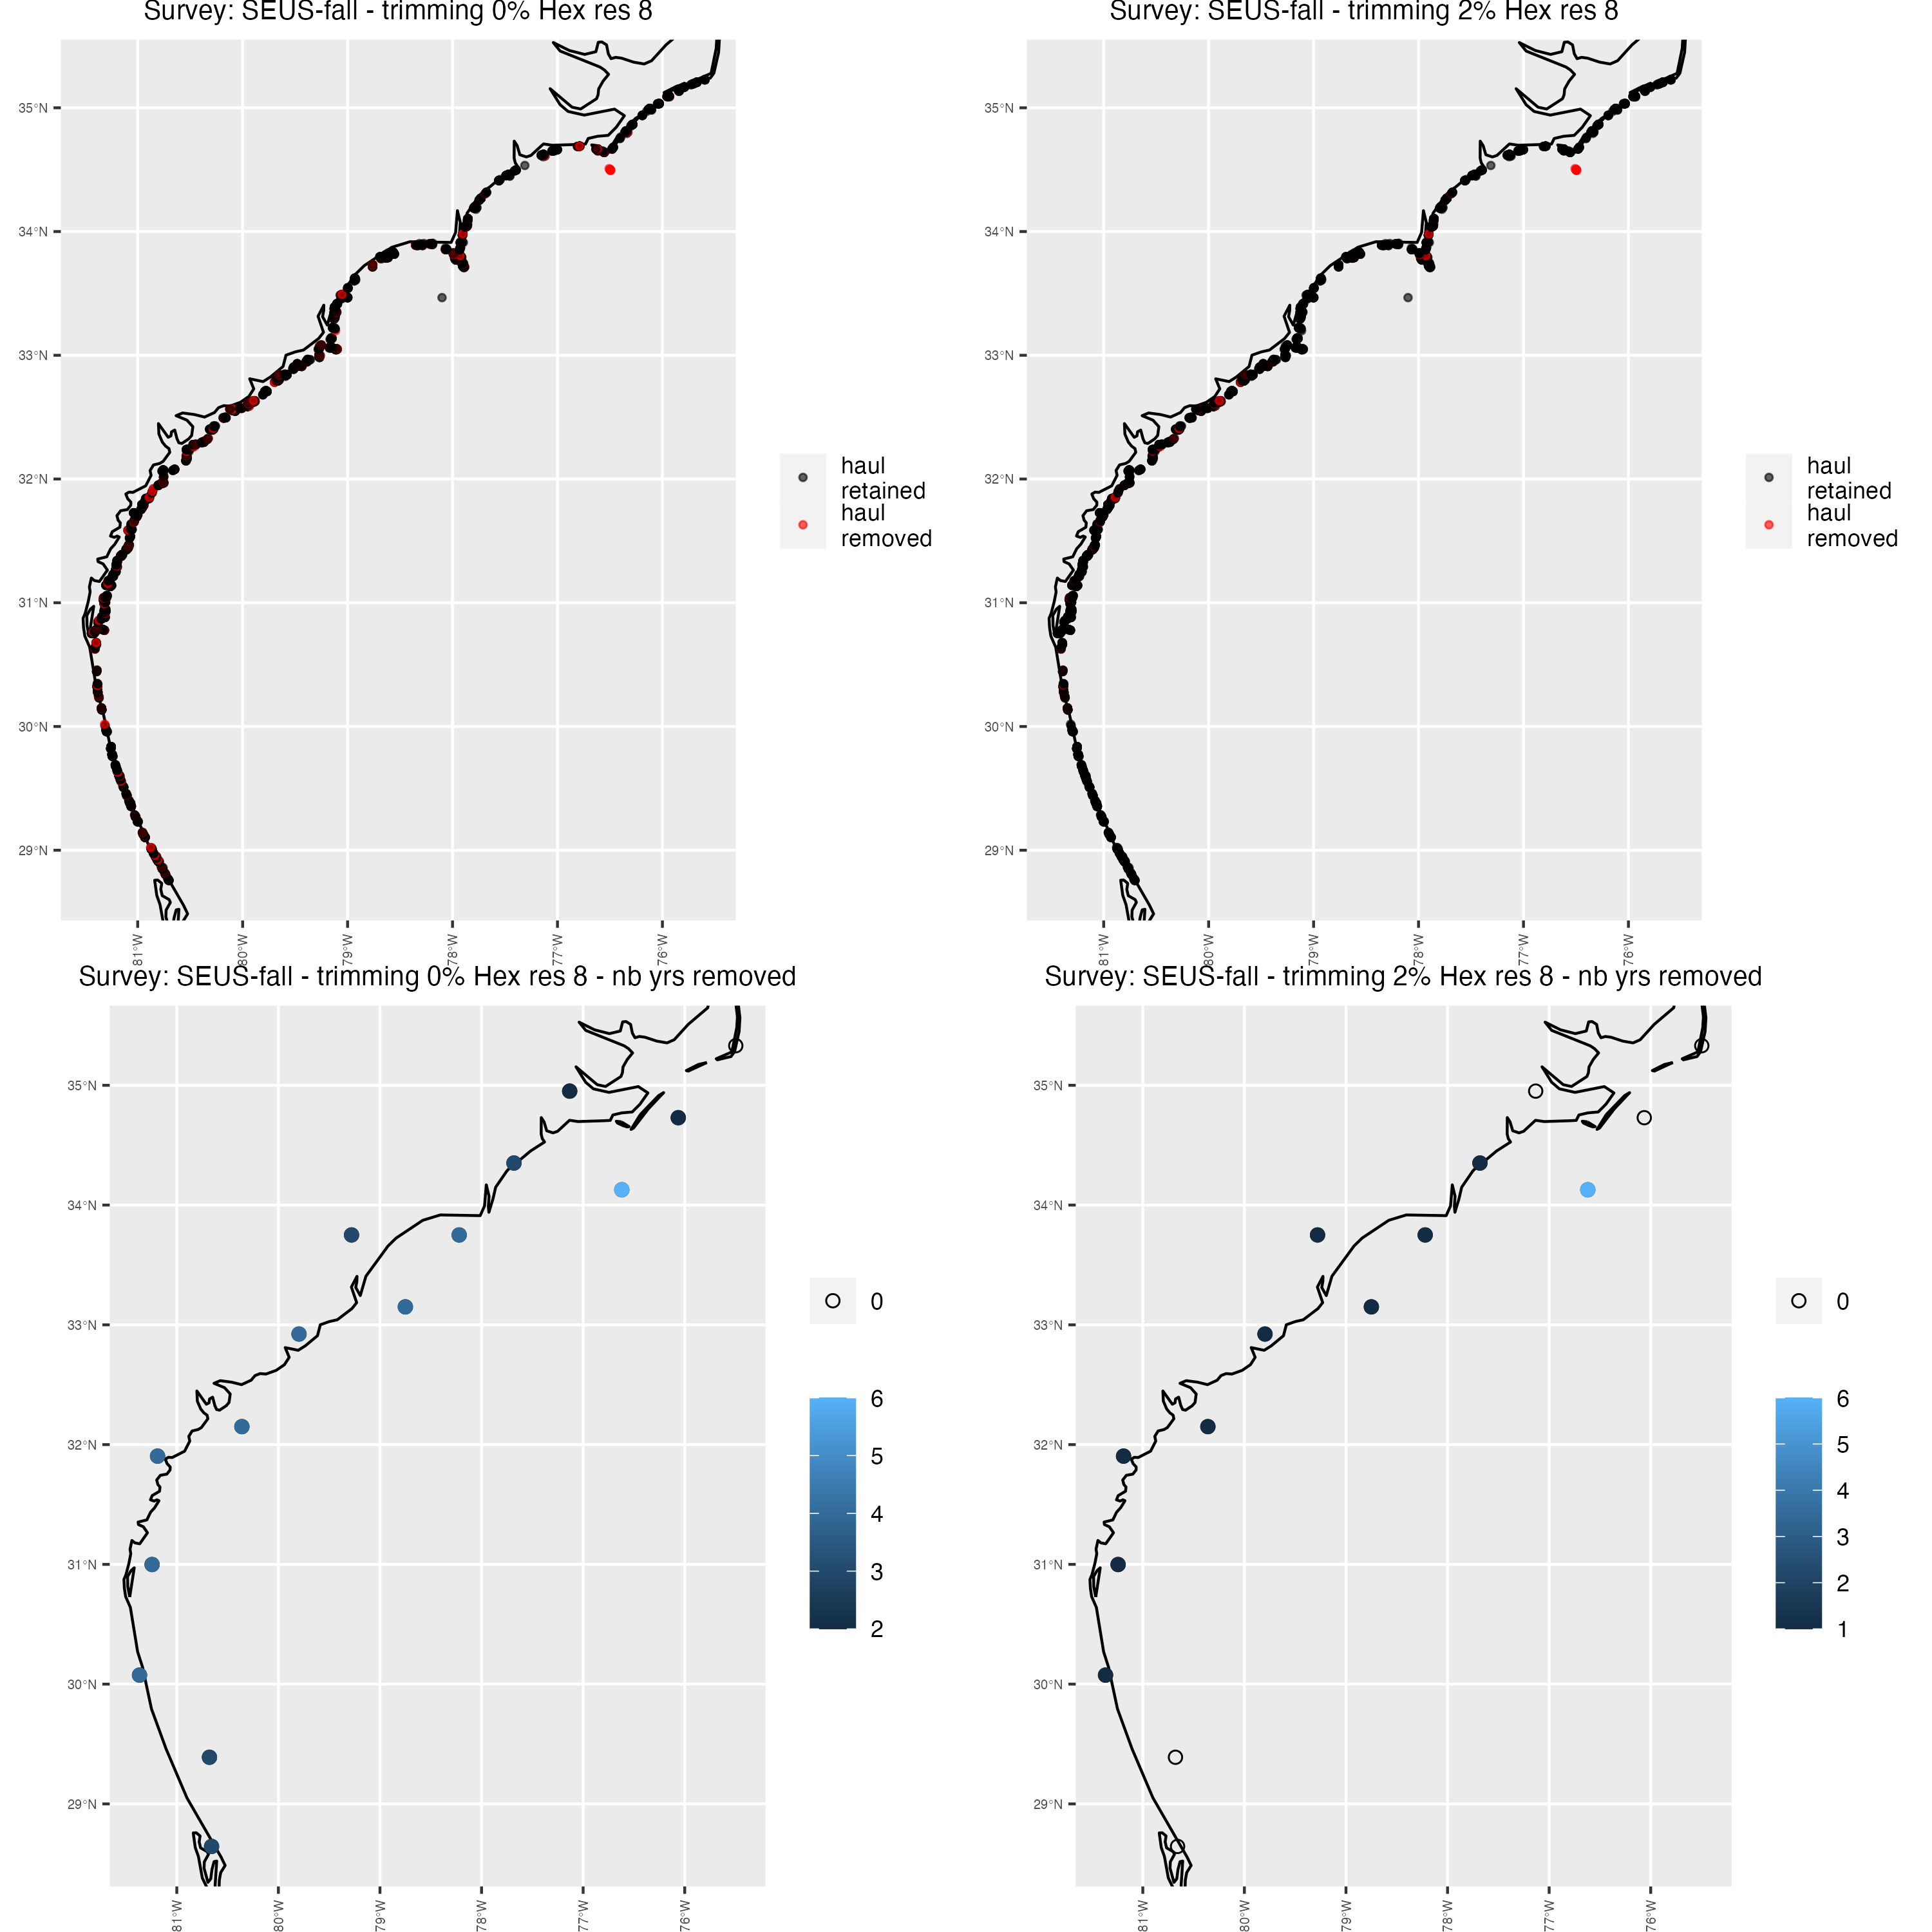 Survey: SEUS-fall - trimming 0% Hex res 8
35°N
34°N
33°N
32°N
31°N
30°N
29°N
81°W
80°W
79°W
78°W
77°W
76°W
haul
retained
haul
removed
Survey: SEUS-fall - trimming 2% Hex res 8
35°N
34°N
33°N
32°N
31°N
30°N
29°N
81°W
80°W
79°W
78°W
77°W
76°W
haul
retained
haul
removed
Survey: SEUS-fall - trimming 0% Hex res 8 - nb yrs removed
35°N
34°N
33°N
32°N
31°N
30°N
29°N
81°W
80°W
79°W
78°W
77°W
76°W
0
6
5
4
3
2
Survey: SEUS-fall - trimming 2% Hex res 8 - nb yrs removed
35°N
34°N
33°N
32°N
31°N
30°N
29°N
81°W
80°W
79°W
78°W
77°W
76°W
0
6
5
4
3
2
1